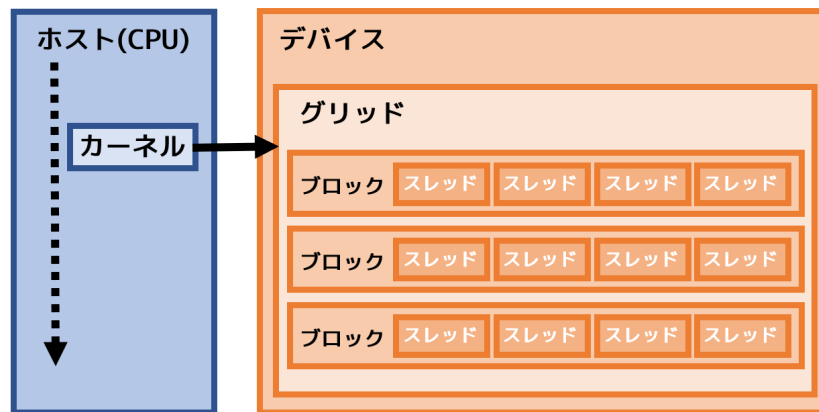 ホスト(CPU)
カーネル
デバイス
グリッド
ブロック スレッド スレッド スレッド スレッド
ブロック スレッド スレッド スレッド スレッド
ブロック スレッド スレッド スレッド スレッド